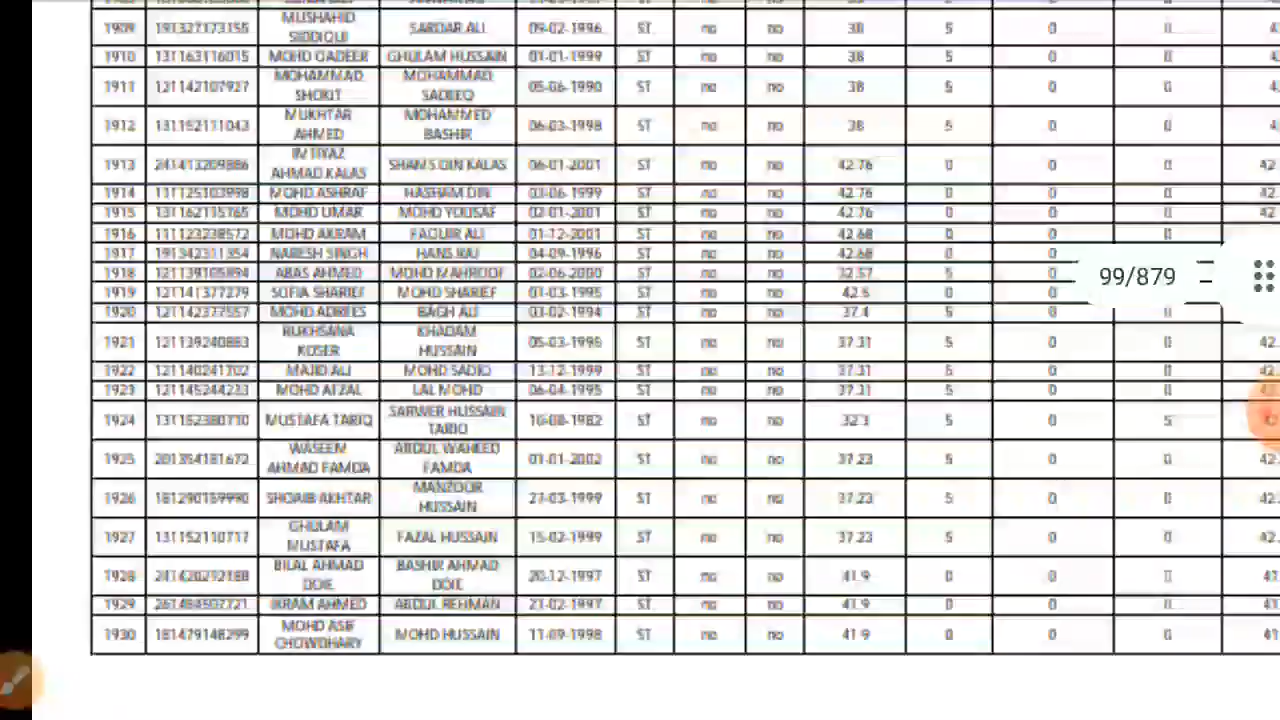 1909 191327173155 MUSHAHID SIDDIQUI SARDAR ALI 09-02-1996 ST no no 38 5 0 0
1910 131163116015 MOHD QADEER GHULAM HUSSAIN 01-01-1999 ST no no 38 5 0 0
1911 121142107927 MOHAMMAD SHOKIT MOHAMMAD SADEEQ 05-06-1990 ST no no 38 5 0 0
1912 131152111043 MUKHTAR AHMED MOHAMMED BASHIR 06-03-1998 ST no no 38 5 0 0
1913 241413209886 IMTIYAZ AHMAD KALAS SHAMS DIN KALAS 06-01-2001 ST no no 42.76 0 0 0 42
1914 111125103998 MOHD ASHRAF HASHAM DIN 03-06-1999 ST no no 42.76 0 0 0 42
1915 131162115765 MOHD UMAR MOHD YOUSAF 02-01-2001 ST no no 42.76 0 0 0 42
1916 111123238572 MOHD AKRAM FAQUIR ALI 01-12-2001 ST no no 42.68 0 0 0
1917 191342311354 NARESH SINGH HANS RAJ 04-09-1996 ST no no 42.68 0 0
1918 121139105894 ABAS AHMED MOHD MAHROOF 02-06-2000 ST no no 32.57 5 0
99/879
1919 121141377279 SOFIA SHARIEF MOHD SHARIEF 01-03-1995 ST no no 42.5 0 0
1920 121142377557 MOHD ADREES BAGH ALI 03-02-1994 ST no no 37.4 5 0 0
1921 121139240883 RUKHSANA KOSER KHADAM HUSSAIN 05-03-1995 ST no no 37.31 5 0 0 42.
1922 121140241702 MAJID ALI MOHD SADIQ 13-12-1999 ST no no 37.31 5 0 0 42
1923 121145244233 MOHD AFZAL LAL MOHD 06-04-1995 ST no no 37.31 5 0 0
1924 131152380710 MUSTAFA TARIQ SARWER HUSSAIN TARIQ 10-08-1982 ST no no 32.3 5 0 5
1925 201354181672 WASEEM AHMAD FAMDA ABDUL WAHEED FAMDA 01-01-2002 ST no no 37.23 5 0 0 42.
1926 181290159990 SHOAIB AKHTAR MANZOOR HUSSAIN 27-03-1999 ST no no 37.23 5 0 0 42.
1927 131152110717 GHULAM MUSTAFA FAZAL HUSSAIN 15-02-1999 ST no no 37.23 5 0 0 42.
1928 241420292188 BILAL AHMAD DOIE BASHIR AHMAD DOIE 20-12-1997 ST no no 41.9 0 0 0 41
1929 261484507721 IKRAM AHMED ABDUL REHMAN 21-02-1997 ST no no 41.9 0 0 0 41
1930 181479148299 MOHD ASIF CHOWDHARY MOHD HUSSAIN 11-09-1998 ST no no 41.9 0 0 0 41